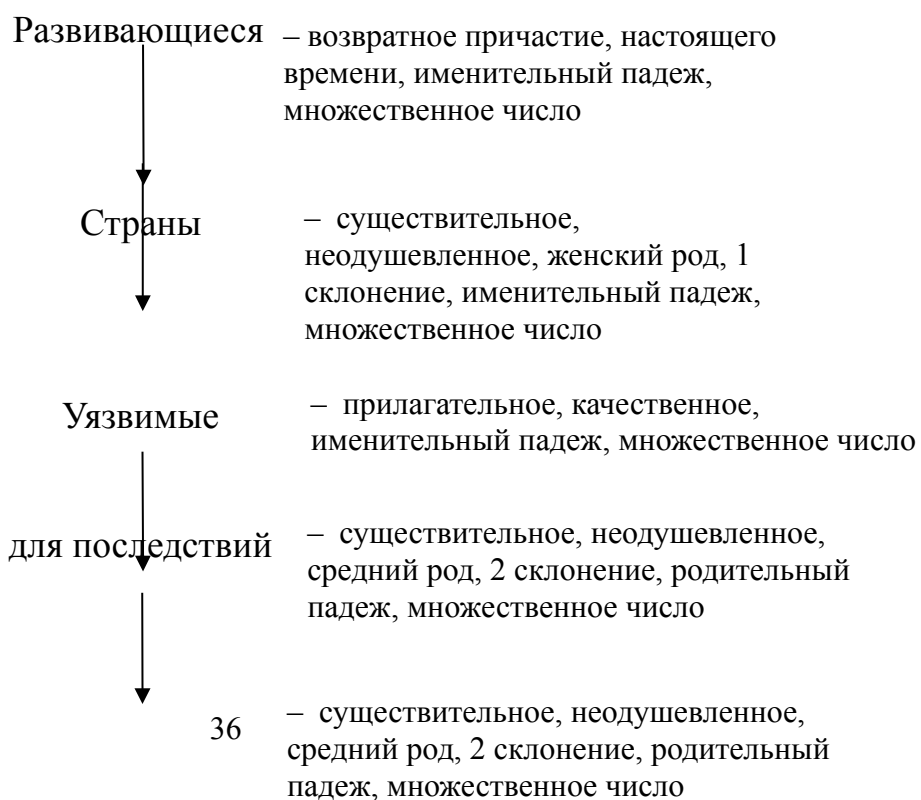 Развивающиеся – возвратное причастие, настоящего
времени, именительный падеж,
множественное число
Страны – существительное,
неодушевленное, женский род, 1
склонение, именительный падеж,
множественное число
Уязвимые – прилагательное, качественное,
именительный падеж, множественное число
для последствий – существительное, неодушевленное,
средний род, 2 склонение, родительный
падеж, множественное число
36 – существительное, неодушевленное,
средний род, 2 склонение, родительный
падеж, множественное число